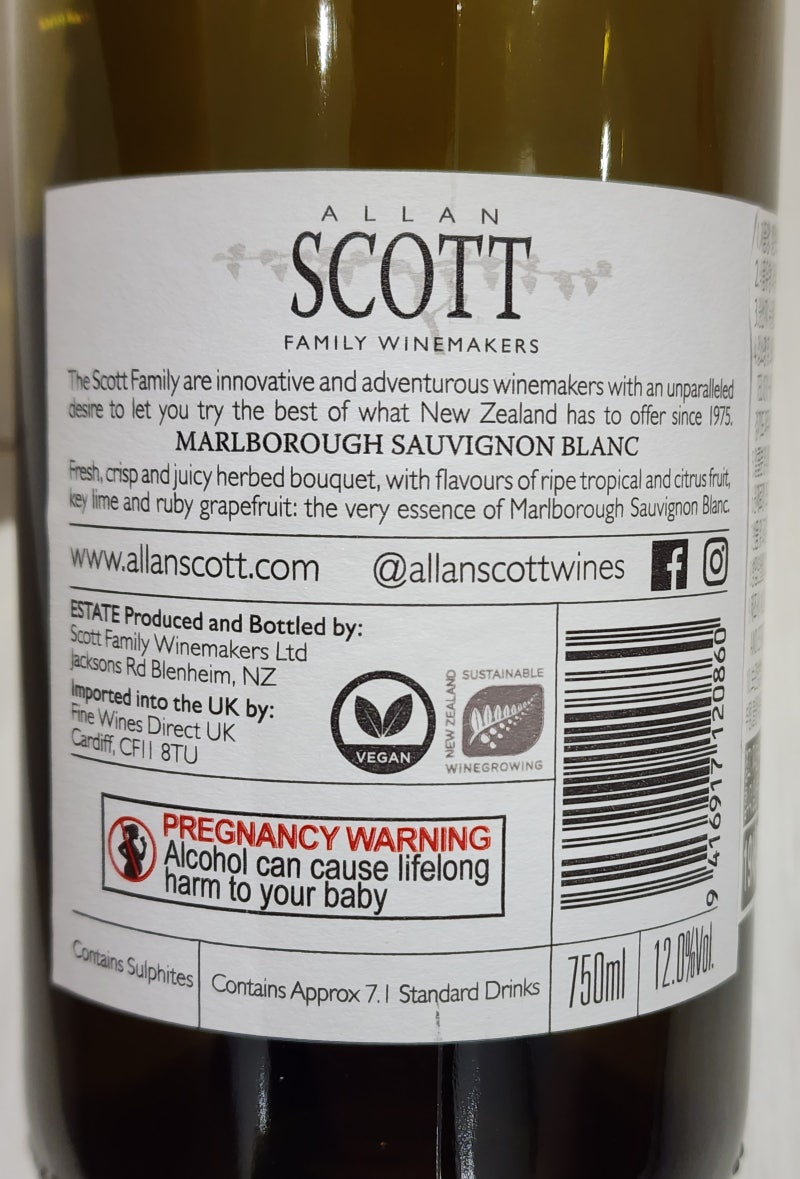 ALLAN
SCOTT
FAMILY WINEMAKERS
The Scott Family are innovative and adventurous winemakers with an unparalleled
desire to let you try the best of what New Zealand has to offer since 1975.
MARLBOROUGH SAUVIGNON BLANC
Fresh, crisp and juicy herbed bouquet, with flavours of ripe tropical and citrus fruit,
key lime and ruby grapefruit: the very essence of Marlborough Sauvignon Blanc.
www.allanscott.com @allanscottwines
ESTATE Produced and Bottled by:
Scott Family Winemakers Ltd
Jacksons Rd Blenheim, NZ
Imported into the UK by:
Fine Wines Direct UK
Cardiff, CF11 8TU
VEGAN
SUSTAINABLE
NEW ZEALAND
WINEGROWING
9 416917 120860
PREGNANCY WARNING
Alcohol can cause lifelong
harm to your baby
Contains Sulphites
Contains Approx 7.1 Standard Drinks
750ml
12.0%Vol.